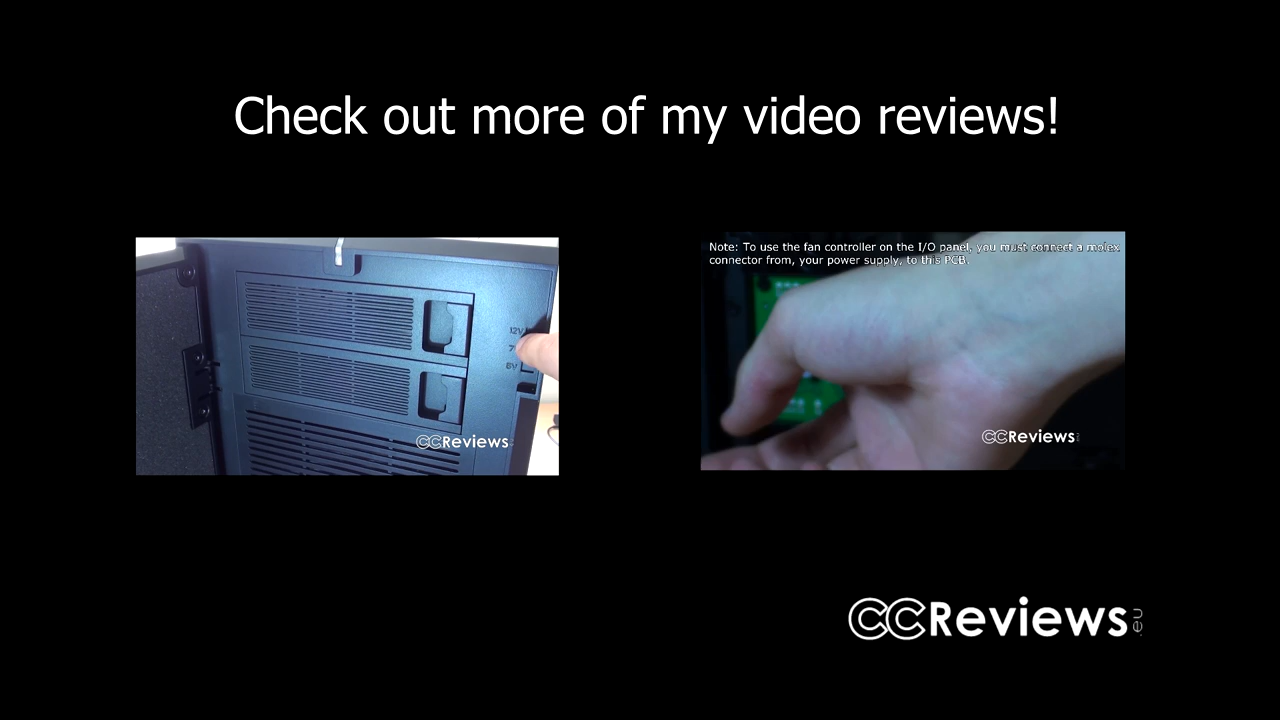 Check out more of my video reviews!
12V
7
5V
CCReviews
Note: To use the fan controller on the I/O panel, you must connect a molex
connector from, your power supply, to this PCB.
CCReviews
CCReviews.eu